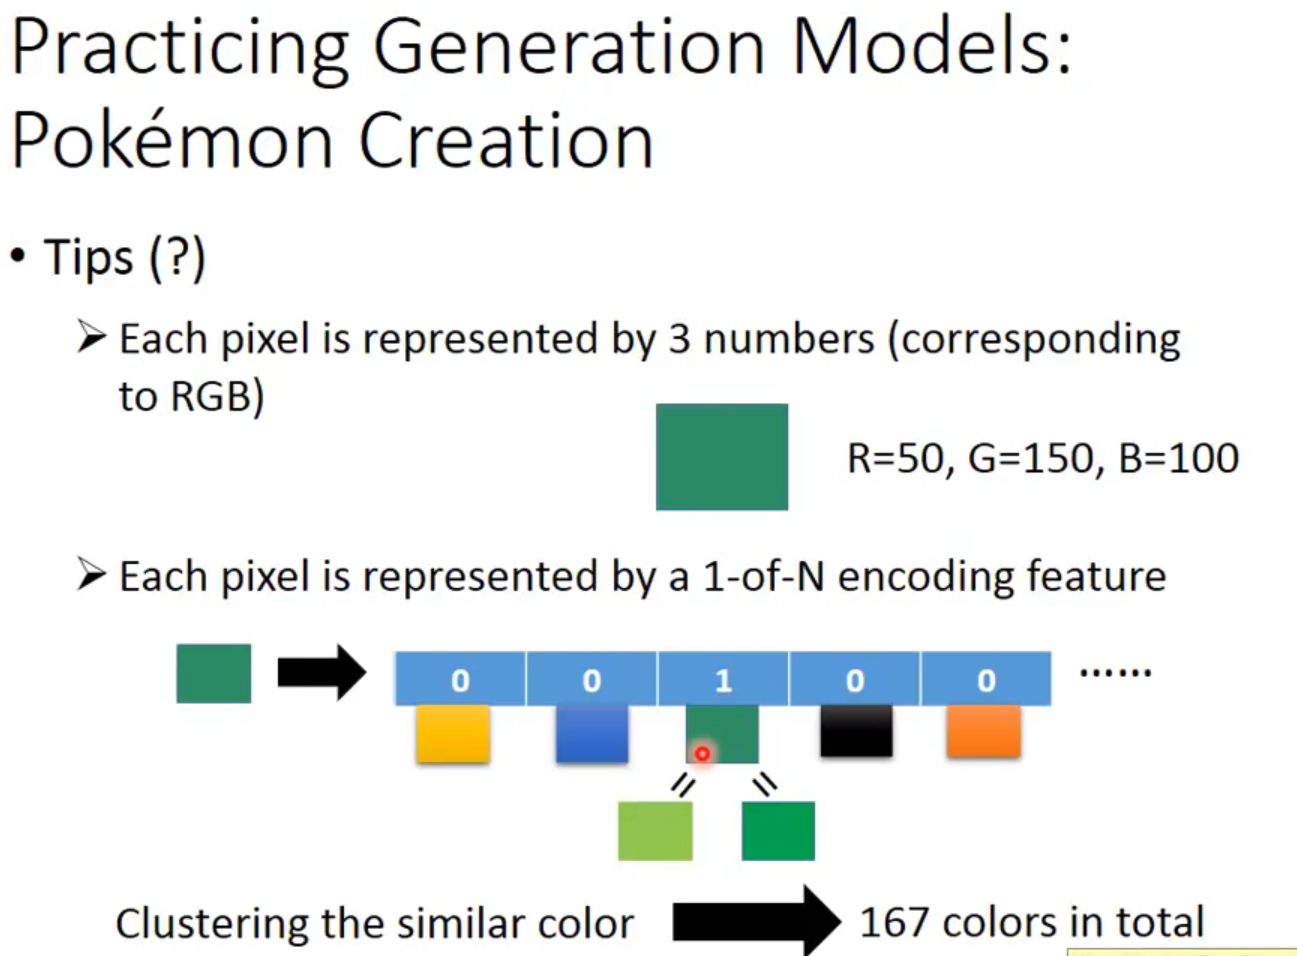 Practicing Generation Models:
Pokémon Creation
• Tips (?)
➢ Each pixel is represented by 3 numbers (corresponding
to RGB)
R=50, G=150, B=100
➢ Each pixel is represented by a 1-of-N encoding feature
0 0 1 0 0 ……
= =
Clustering the similar color 167 colors in total